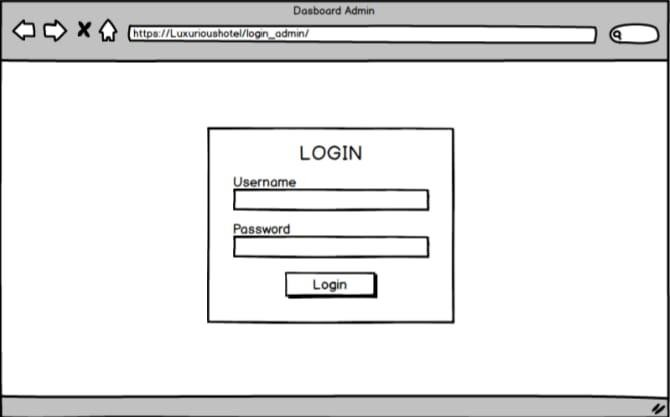 Dasboard Admin
https://Luxurioushotel/login_admin/
LOGIN
Username
Password
Login